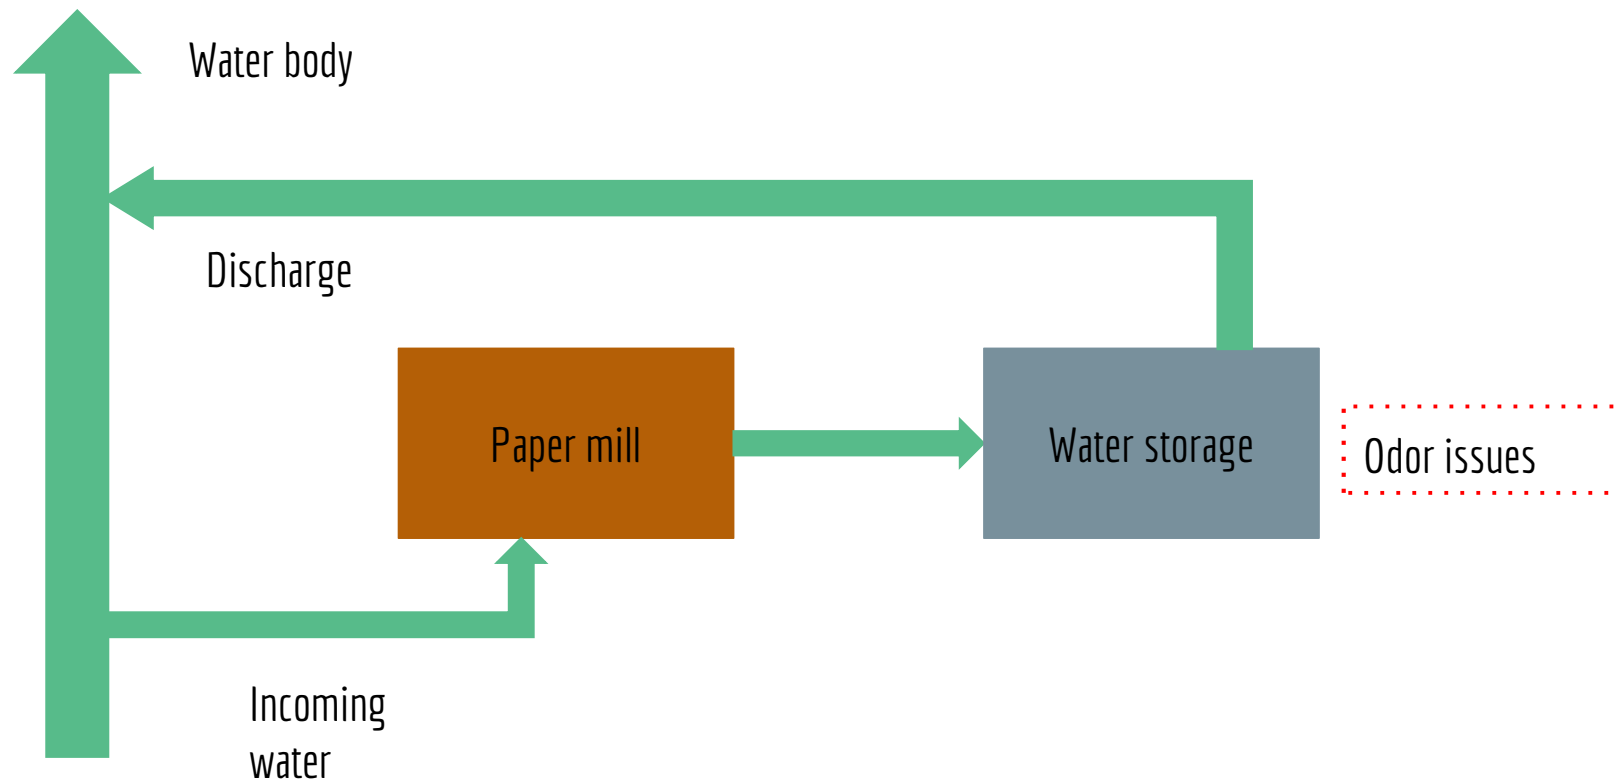 Water body
Discharge
Paper mill
Water storage
Odor issues
Incoming
water